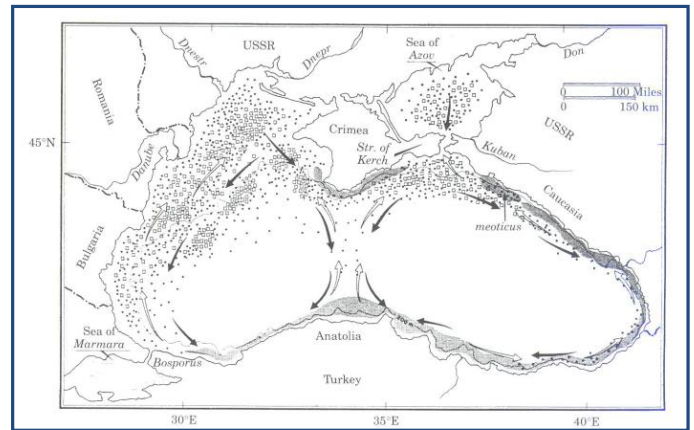 USSR
Sea of
Azov
Don
Dnestr
Dnepr
Romania
0 100 Miles
0 150 km
Crimea
USSR
45°N
Str. of
Kerch
Kuban
Danube
Caucasia
meoticus
Bulgaria
200 m
Sea of
Marmara
Anatolia
Bosporus
Turkey
30°E
35°E
40°E